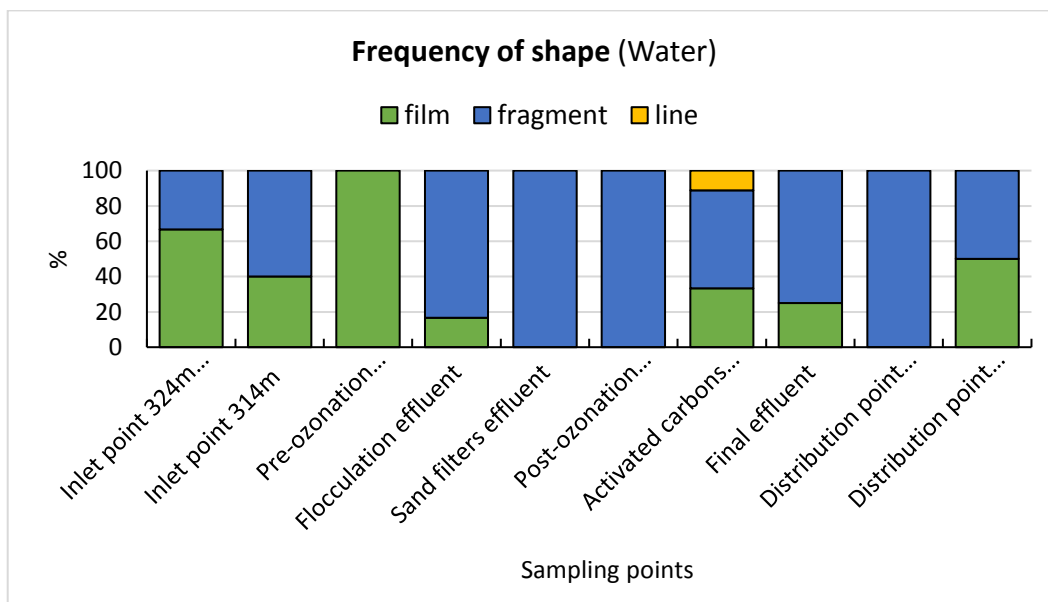 Frequency of shape (Water)
film fragment line
100
80
60
40
20
0
%
Inlet point 324m...
Inlet point 314m
Pre-ozonation...
Flocculation effluent
Sand filters effluent
Post-ozonation...
Activated carbons...
Final effluent
Distribution point...
Distribution point...
Sampling points